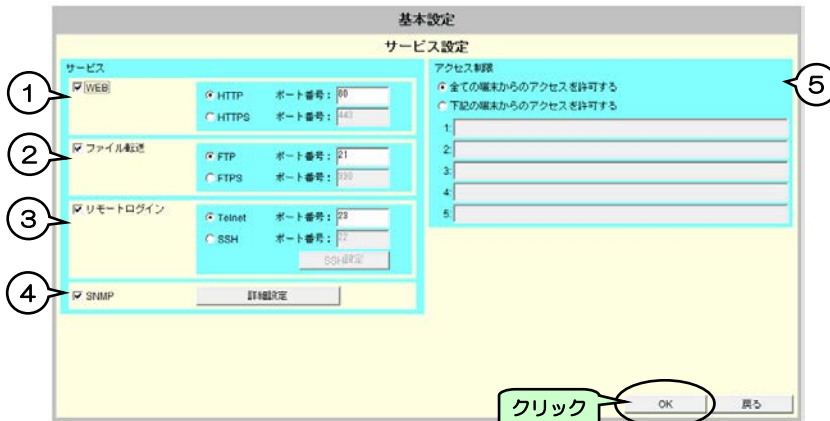 基本設定
サービス設定
サービス
① WEB
HTTP ポート番号： 80
HTTPS ポート番号： 443
② ファイル転送
FTP ポート番号： 21
FTPS ポート番号： 990
③ リモートログイン
Telnet ポート番号： 23
SSH ポート番号： 22
SSH設定
④ SNMP 詳細設定
アクセス制限
⑤
全ての端末からのアクセスを許可する
下記の端末からのアクセスを許可する
1:
2:
3:
4:
5:
クリック
OK 戻る